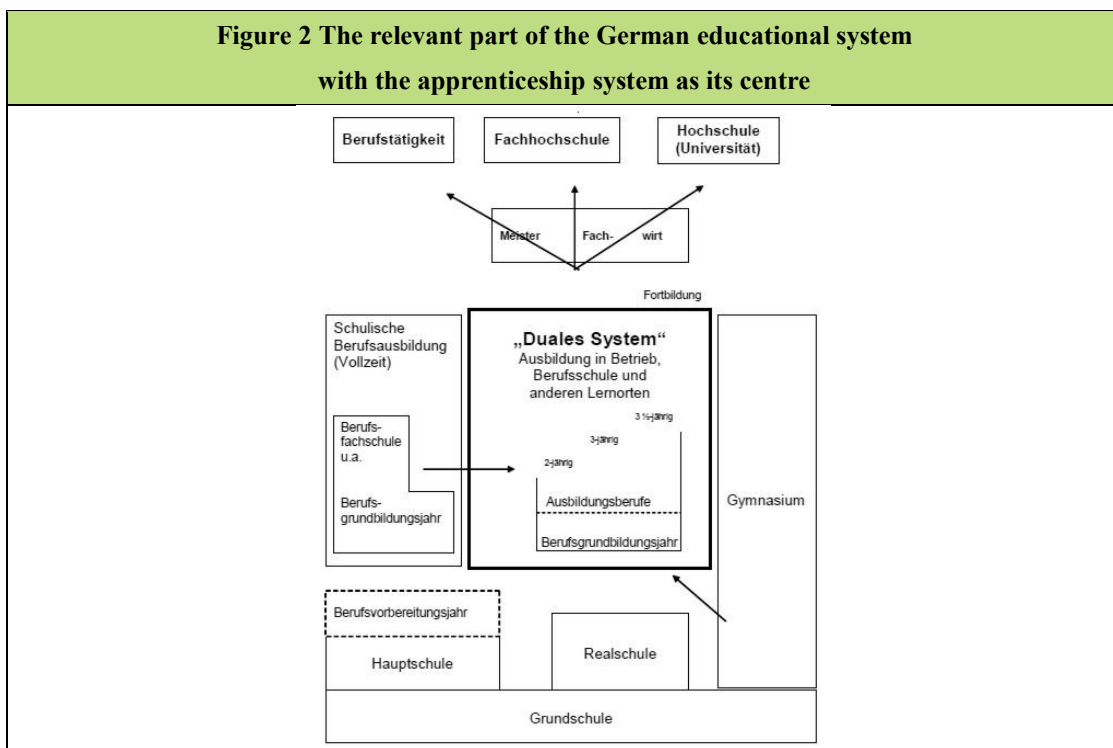 Figure 2 The relevant part of the German educational system
with the apprenticeship system as its centre
Berufstätigkeit
Fachhochschule
Hochschule
(Universität)
Meister
Fach-
wirt
Fortbildung
Schulische
Berufsausbildung
(Vollzeit)
Berufs-
fachschule
u.a.
Berufs-
grundbildungsjahr
„Duales System“
Ausbildung in Betrieb,
Berufsschule und
anderen Lernorten
3 ½-jährig
3-jährig
2-jährig
Ausbildungsberufe
Berufsgrundbildungsjahr
Gymnasium
Berufsvorbereitungsjahr
Hauptschule
Realschule
Grundschule